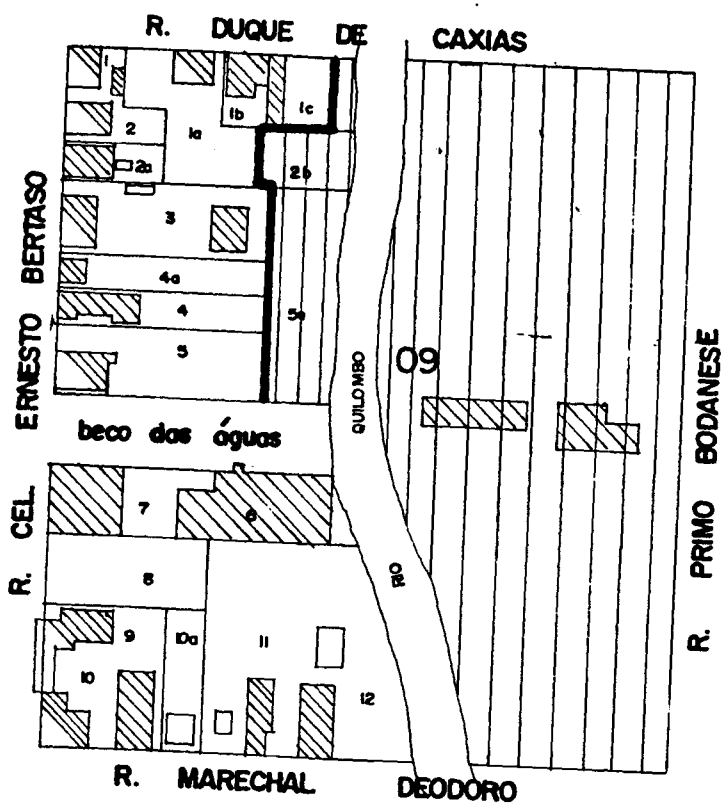 R. DUQUE DE CAXIAS
1
2
1a
1b
1c
2a
2b
3
4a
4
5
5a
R. CEL. ERNESTO BERTASO
beco das águas
RIO QUILOMBO
09
R. PRIMO BODANESE
7
6
8
9
10
10a
11
12
R. MARECHAL DEODORO